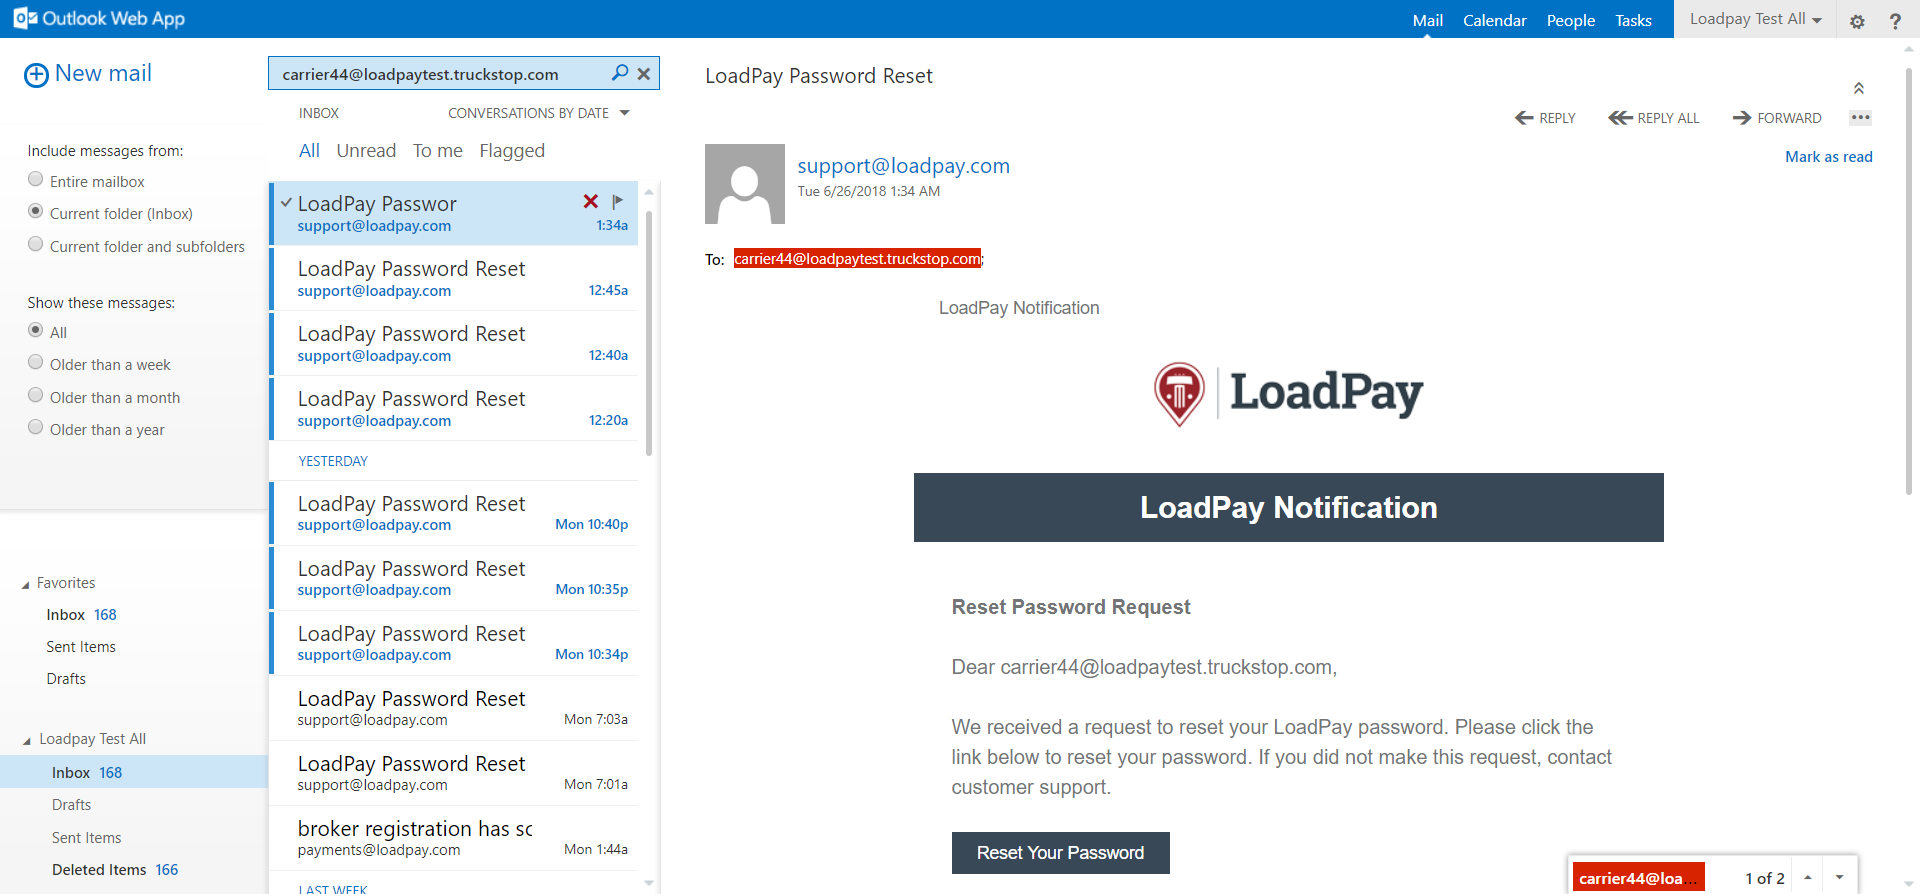 Outlook Web App
Mail Calendar People Tasks Loadpay Test All ?
New mail
Include messages from:
Entire mailbox
Current folder (Inbox)
Current folder and subfolders
Show these messages:
All
Older than a week
Older than a month
Older than a year
Favorites
Inbox 168
Sent Items
Drafts
Loadpay Test All
Inbox 168
Drafts
Sent Items
Deleted Items 166
carrier44@loadpaytest.truckstop.com
INBOX CONVERSATIONS BY DATE
All Unread To me Flagged
LoadPay Passwor
support@loadpay.com 1:34a
LoadPay Password Reset
support@loadpay.com 12:45a
LoadPay Password Reset
support@loadpay.com 12:40a
LoadPay Password Reset
support@loadpay.com 12:20a
YESTERDAY
LoadPay Password Reset
support@loadpay.com Mon 10:40p
LoadPay Password Reset
support@loadpay.com Mon 10:35p
LoadPay Password Reset
support@loadpay.com Mon 10:34p
LoadPay Password Reset
support@loadpay.com Mon 7:03a
LoadPay Password Reset
support@loadpay.com Mon 7:01a
broker registration has sc
payments@loadpay.com Mon 1:44a
LAST WEEK
LoadPay Password Reset
REPLY REPLY ALL FORWARD ...
Mark as read
support@loadpay.com
Tue 6/26/2018 1:34 AM
To: carrier44@loadpaytest.truckstop.com;
LoadPay Notification
LoadPay
LoadPay Notification
Reset Password Request
Dear carrier44@loadpaytest.truckstop.com,
We received a request to reset your LoadPay password. Please click the
link below to reset your password. If you did not make this request, contact
customer support.
Reset Your Password
carrier44@loa... 1 of 2